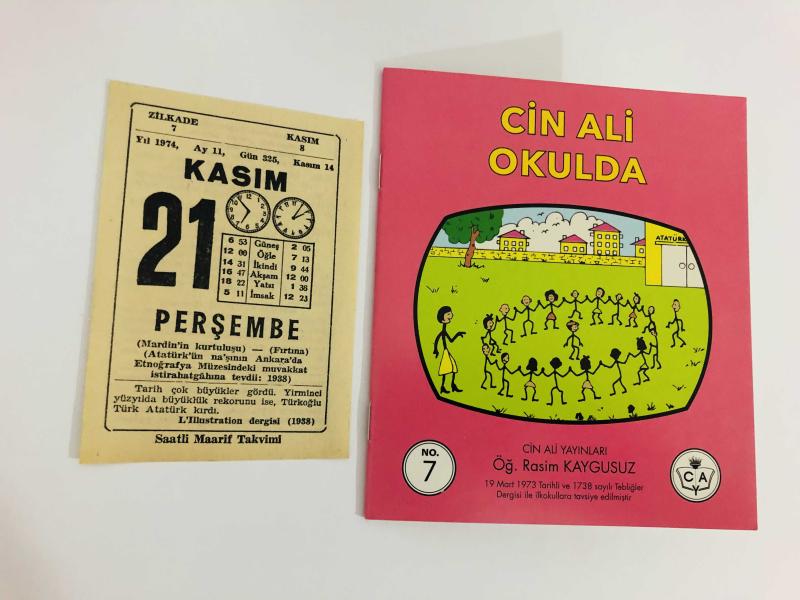 ZİLKADE
7
KASIM
8
Yıl 1974, Ay 11, Gün 325, Kasım 14
KASIM
21
6 53 Güneş 2 05
12 00 Öğle 7 13
14 31 İkindi 9 44
16 47 Akşam 12 00
18 22 Yatsı 1 38
5 11 İmsak 12 23
PERŞEMBE
(Mardin'in kurtuluşu) — (Fırtına)
(Atatürk'ün na'şının Ankara'da
Etnoğrafya Müzesindeki muvakkat
istirahatgâhına tevdii: 1938)
Tarih çok büyükler gördü. Yirminci
yüzyılda büyüklük rekorunu ise, Türkoğlu
Türk Atatürk kırdı.
L'Illustration dergisi (1938)
Saatli Maarif Takvimi
CİN ALİ
OKULDA
ATATÜRK
NO.
7
CİN ALİ YAYINLARI
Öğ. Rasim KAYGUSUZ
19 Mart 1973 Tarihli ve 1738 sayılı Tebliğler
Dergisi ile ilkokullara tavsiye edilmiştir
C A
Y